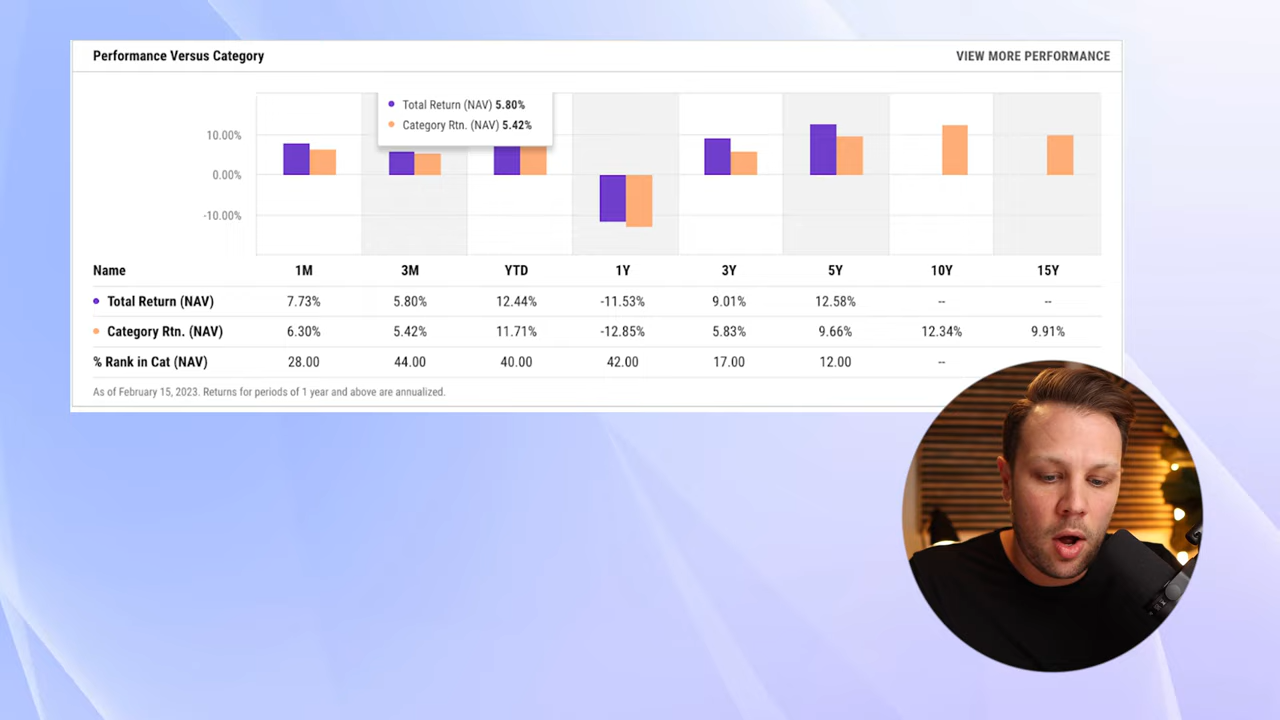 Performance Versus Category VIEW MORE PERFORMANCE
Total Return (NAV) 5.80%
Category Rtn. (NAV) 5.42%
10.00%
0.00%
-10.00%
Name 1M 3M YTD 1Y 3Y 5Y 10Y 15Y
Total Return (NAV) 7.73% 5.80% 12.44% -11.53% 9.01% 12.58% -- --
Category Rtn. (NAV) 6.30% 5.42% 11.71% -12.85% 5.83% 9.66% 12.34% 9.91%
% Rank in Cat (NAV) 28.00 44.00 40.00 42.00 17.00 12.00 --
As of February 15, 2023. Returns for periods of 1 year and above are annualized.